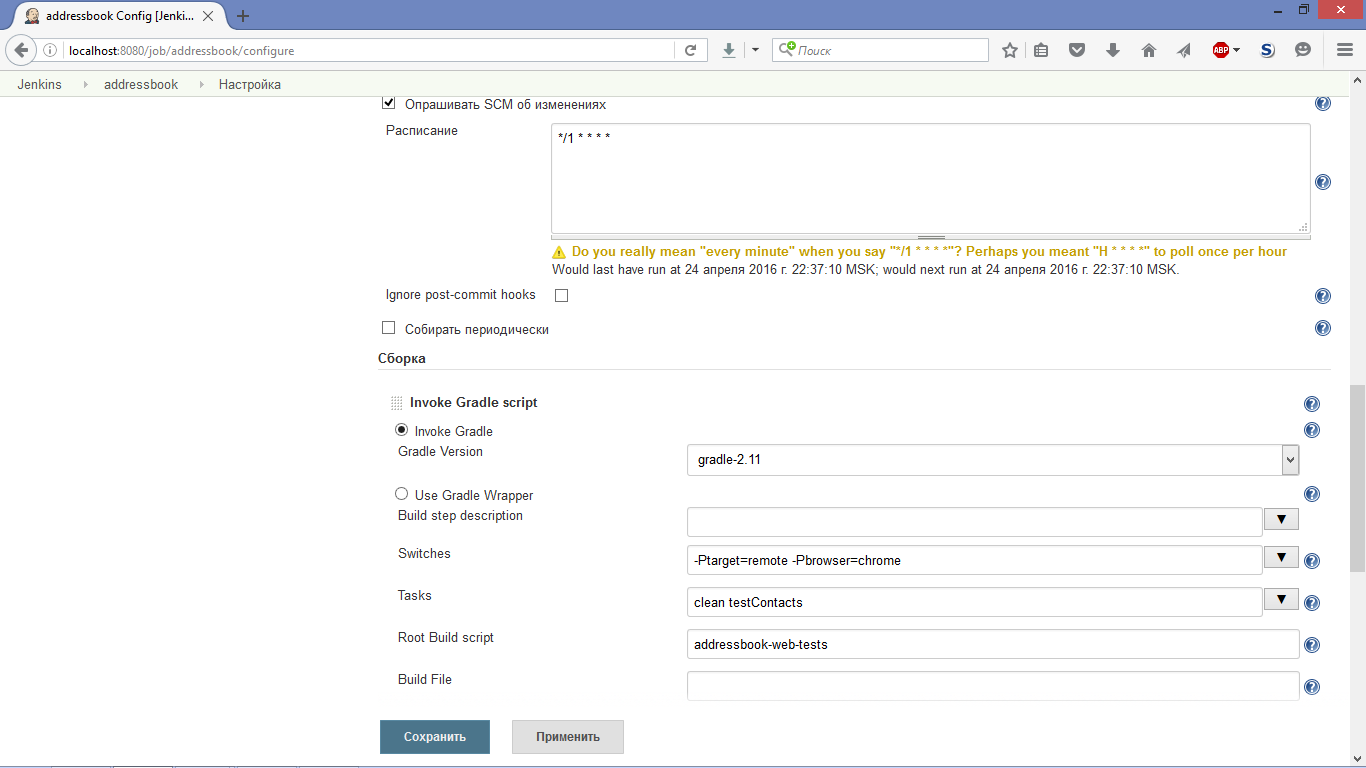 addressbook Config [Jenki...
localhost:8080/job/addressbook/configure
Поиск
ABP
S
Jenkins addressbook Настройка
Опрашивать SCM об изменениях
Расписание
*/1 * * * *
Do you really mean "every minute" when you say "*/1 * * * *"? Perhaps you meant "H * * * *" to poll once per hour
Would last have run at 24 апреля 2016 г. 22:37:10 MSK; would next run at 24 апреля 2016 г. 22:37:10 MSK.
Ignore post-commit hooks
Собирать периодически
Сборка
Invoke Gradle script
Invoke Gradle
Gradle Version
gradle-2.11
Use Gradle Wrapper
Build step description
Switches
-Ptarget=remote -Pbrowser=chrome
Tasks
clean testContacts
Root Build script
addressbook-web-tests
Build File
Сохранить Применить